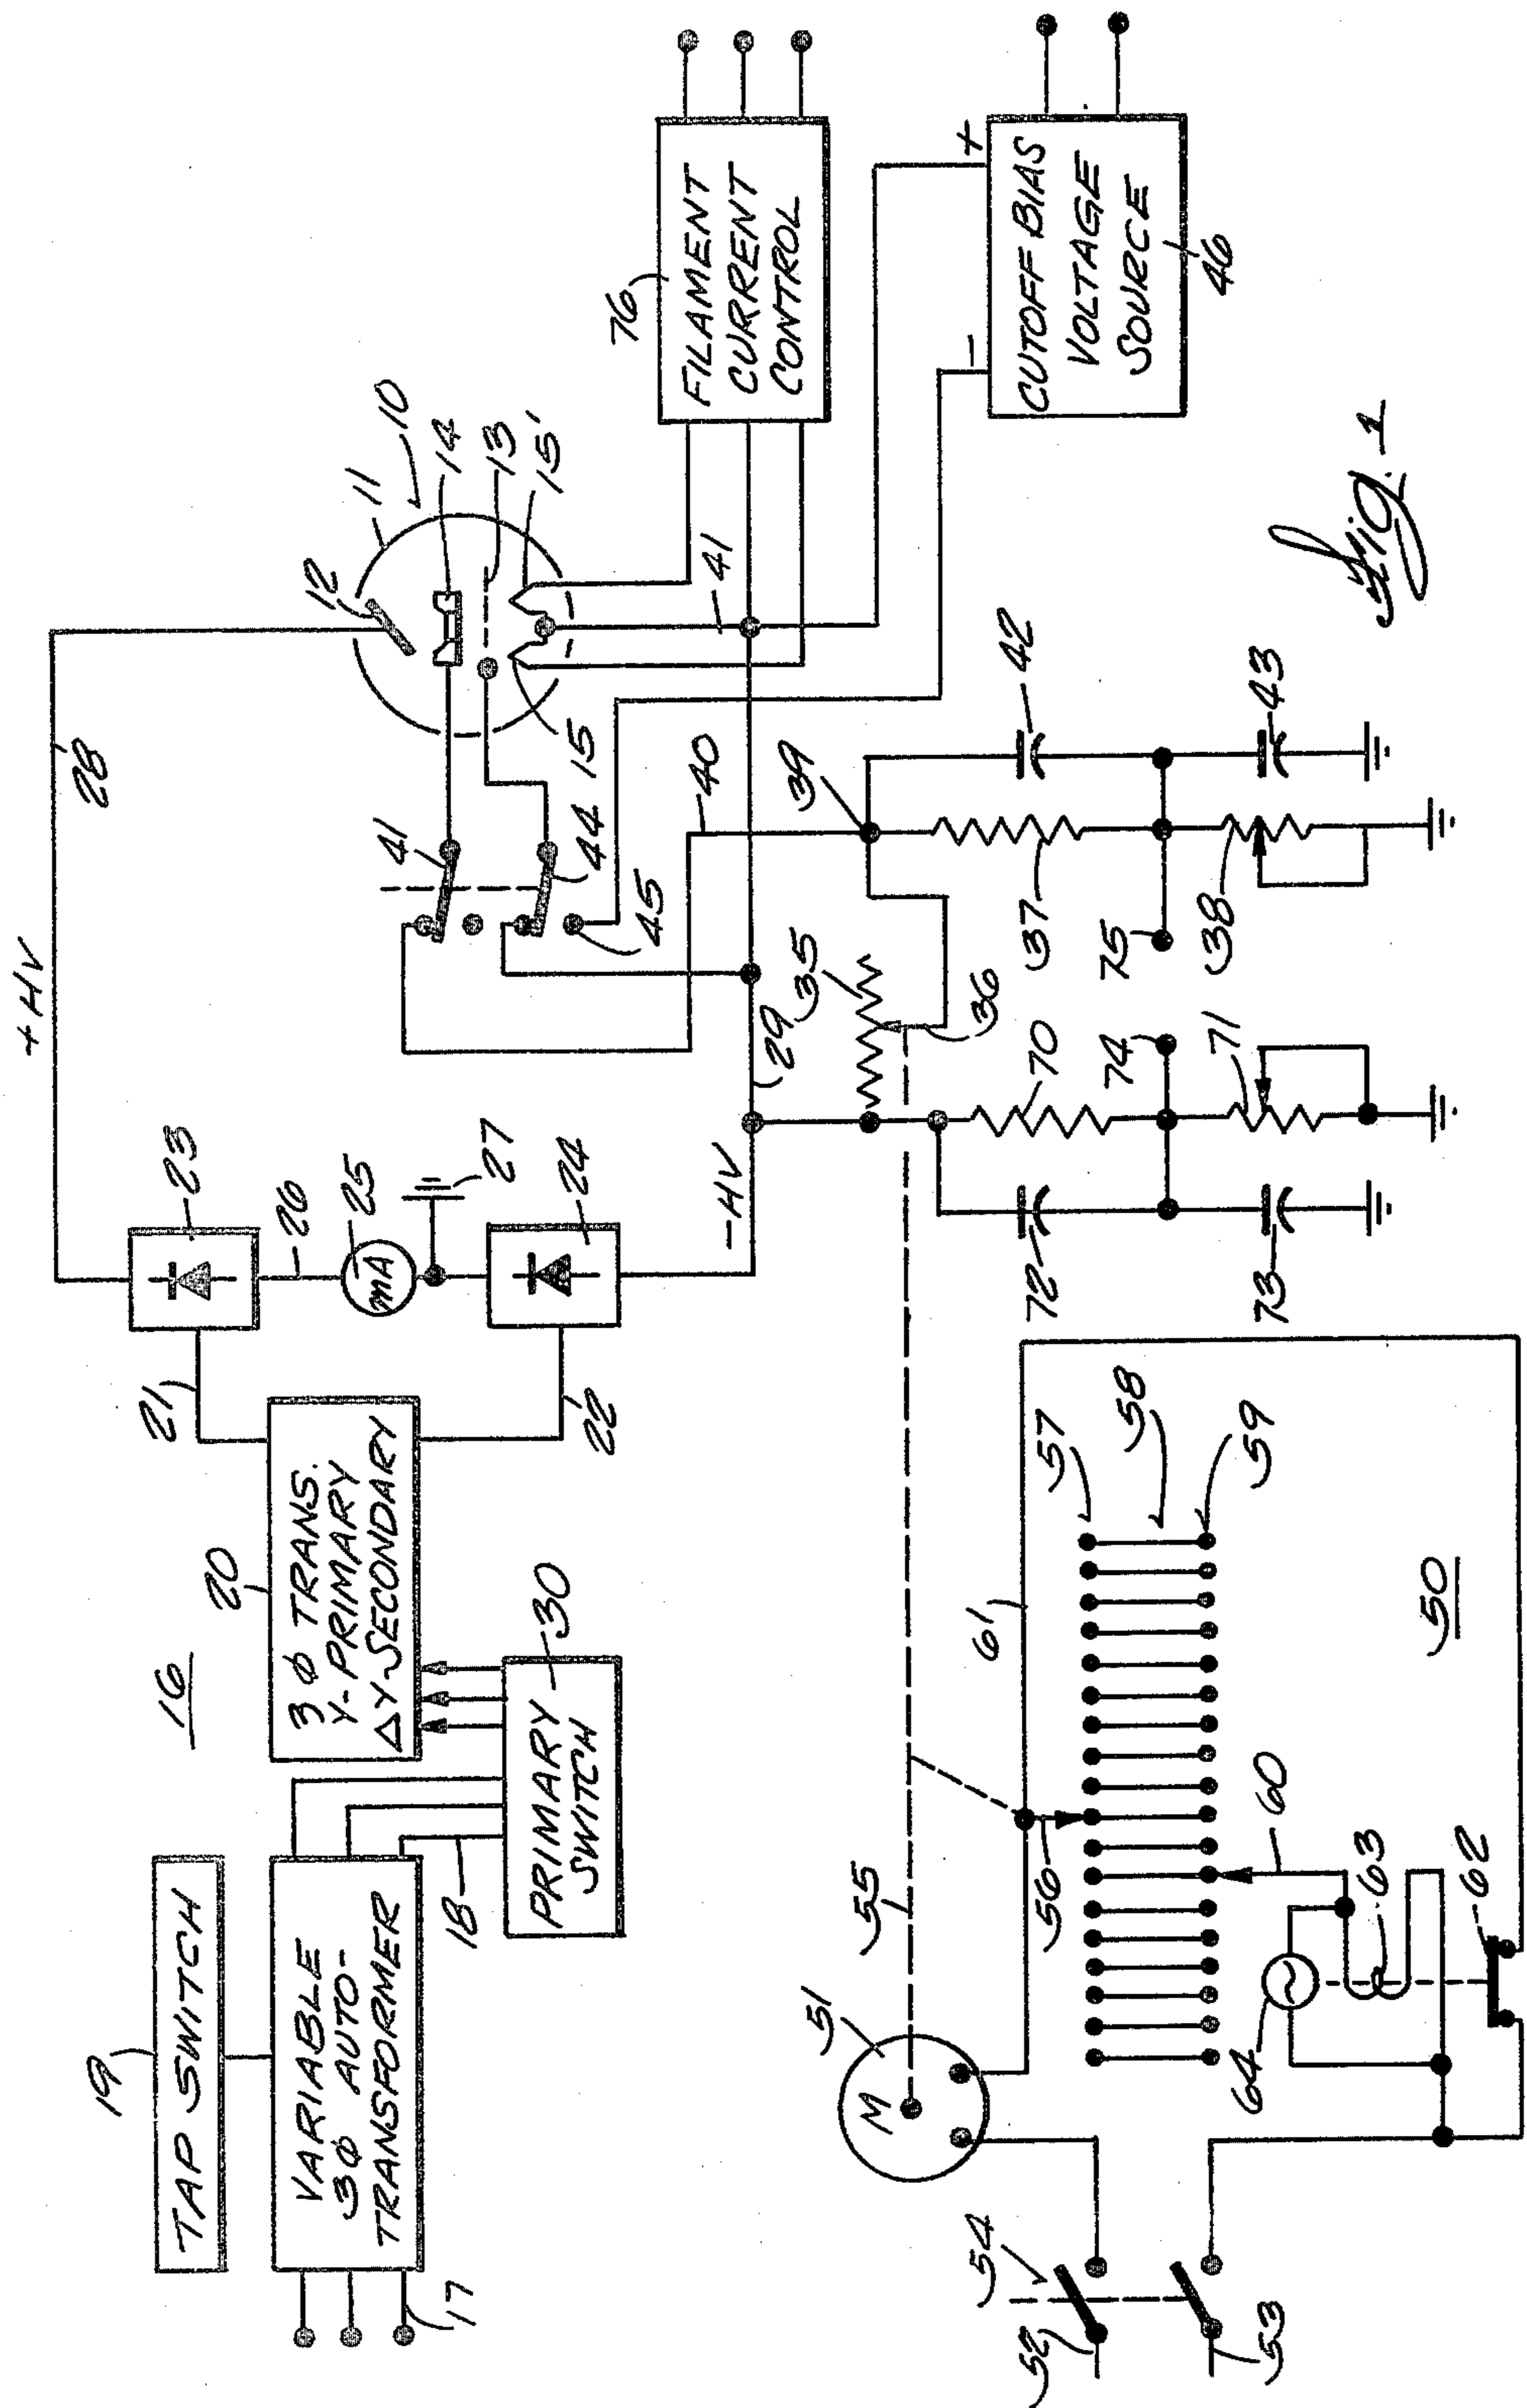 19
TAP SWITCH
16
VARIABLE
3Φ AUTO-
TRANSFORMER
17
18
20
3Φ TRANS.
Y-PRIMARY
ΔY-SECONDARY
PRIMARY
SWITCH
30
21
22
23
24
25
mA
26
27
28
+HV
-HV
29
10
11
12
13
14
15
15'
41
41
44
45
40
76
FILAMENT
CURRENT
CONTROL
CUTOFF BIAS
VOLTAGE
SOURCE
+
-
46
35
36
37
38
39
42
43
70
71
72
73
74
75
50
M
51
52
53
54
55
56
57
58
59
60
61
62
63
64
Fig. 1